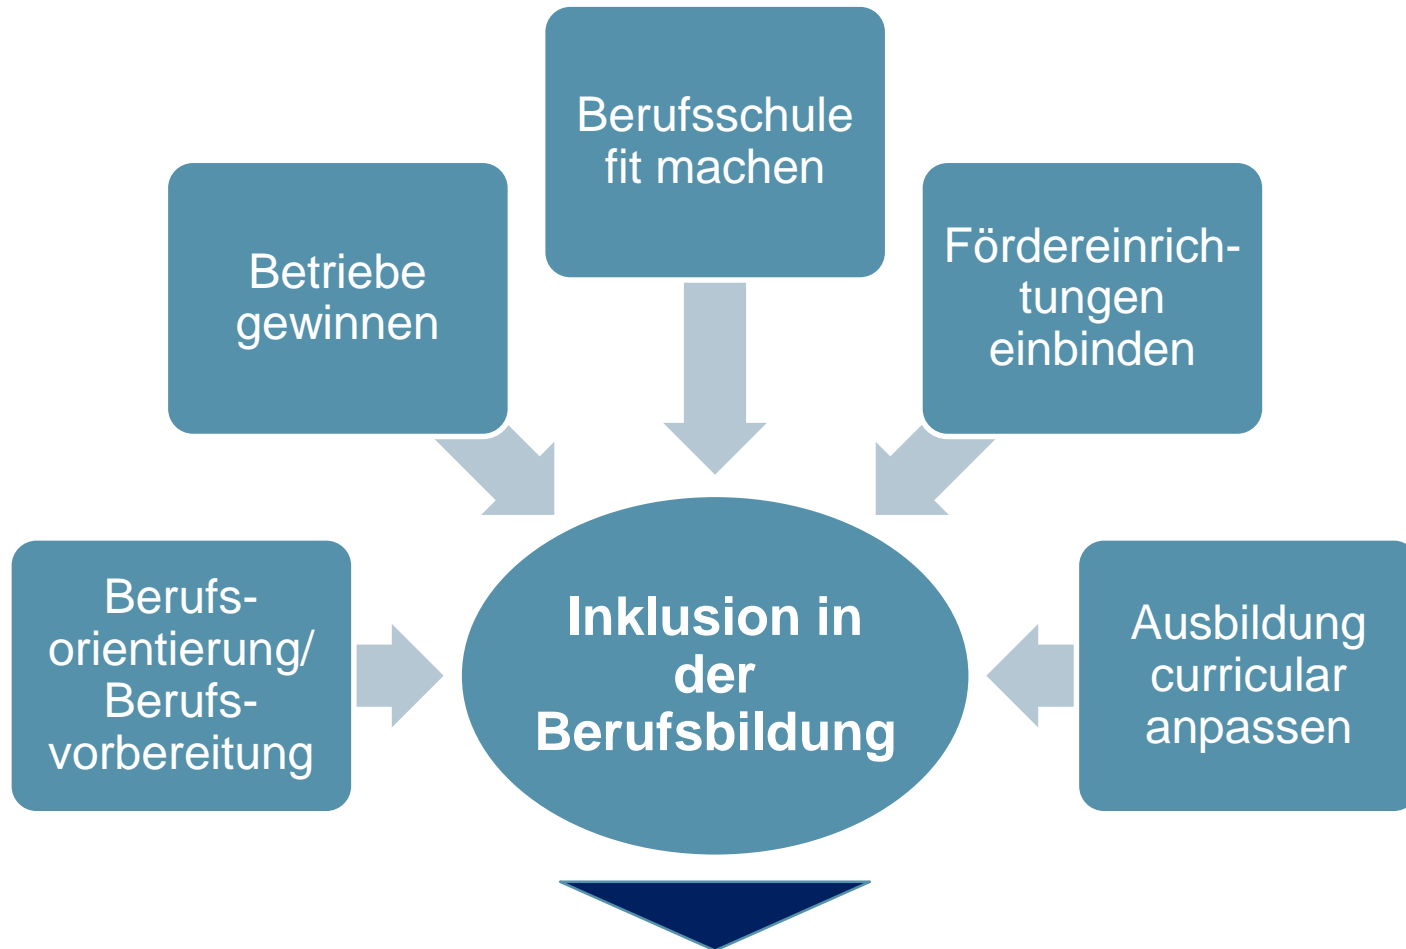 Berufsschule
fit machen
Betriebe
gewinnen
Fördereinrich-
tungen
einbinden
Berufs-
orientierung/
Berufs-
vorbereitung
Inklusion in
der
Berufsbildung
Ausbildung
curricular
anpassen